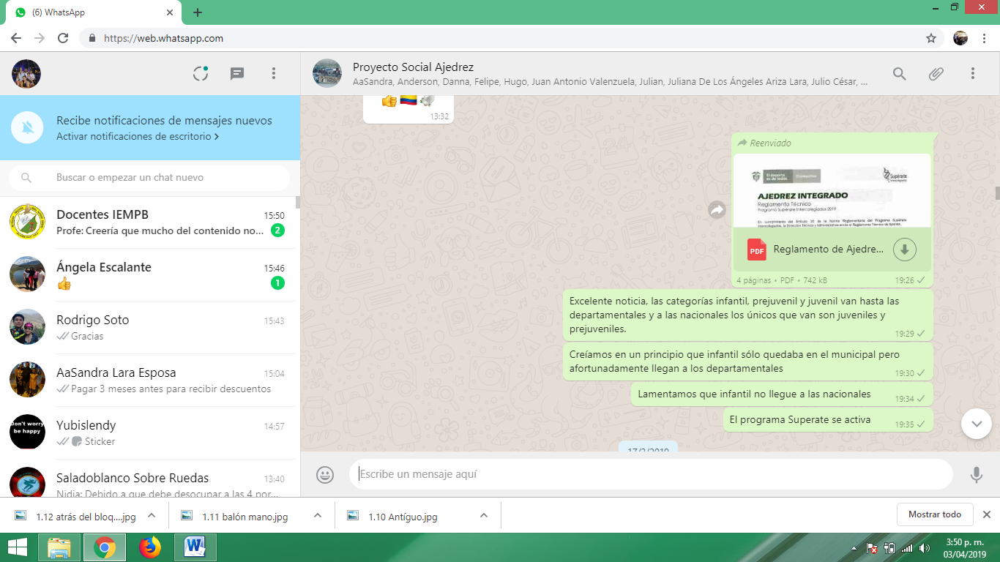 (6) WhatsApp
https://web.whatsapp.com
Recibe notificaciones de mensajes nuevos
Activar notificaciones de escritorio >
Buscar o empezar un chat nuevo
Docentes IEMPB 15:50
Profe: Creería que mucho del contenido no... 2
Ángela Escalante 15:46
1
Rodrigo Soto 15:43
Gracias
AaSandra Lara Esposa 15:04
Pagar 3 meses antes para recibir descuentos
Don't worry
be happy
Yubislendy 14:57
Sticker
Saladoblanco Sobre Ruedas 13:40
Nidia: Debido a que debe desocupar a las 4 por...
Proyecto Social Ajedrez
AaSandra, Anderson, Danna, Felipe, Hugo, Juan Antonio Valenzuela, Julian, Juliana De Los Ángeles Ariza Lara, Julio César, ...
13:32
Reenviado
El deporte
es de todos
Supérate
AJEDREZ INTEGRADO
Reglamento Técnico
Programa Supérate Intercolegiados 2019
PDF
Reglamento de Ajedre...
4 páginas • PDF • 742 kB 19:26
Excelente noticia, las categorías infantil, prejuvenil y juvenil van hasta las
departamentales y a las nacionales los únicos que van son juveniles y
prejuveniles.
19:29
Creíamos en un principio que infantil sólo quedaba en el municipal pero
afortunadamente llegan a los departamentales
19:30
Lamentamos que infantil no llegue a las nacionales 19:34
El programa Superate se activa 19:35
17/3/2019
Escribe un mensaje aquí
1.12 atrás del bloq....jpg
1.11 balón mano.jpg
1.10 Antíguo.jpg
Mostrar todo
3:50 p. m.
03/04/2019